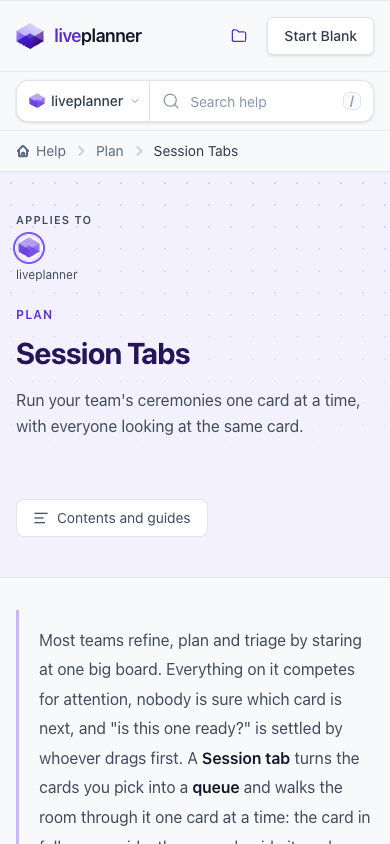 liveplanner
Start Blank
liveplanner
Search help
/
Help
Plan
Session Tabs
APPLIES TO
liveplanner
PLAN
Session Tabs
Run your team's ceremonies one card at a time,
with everyone looking at the same card.
Contents and guides
Most teams refine, plan and triage by staring
at one big board. Everything on it competes
for attention, nobody is sure which card is
next, and "is this one ready?" is settled by
whoever drags first. A Session tab turns the
cards you pick into a queue and walks the
room through it one card at a time: the card in